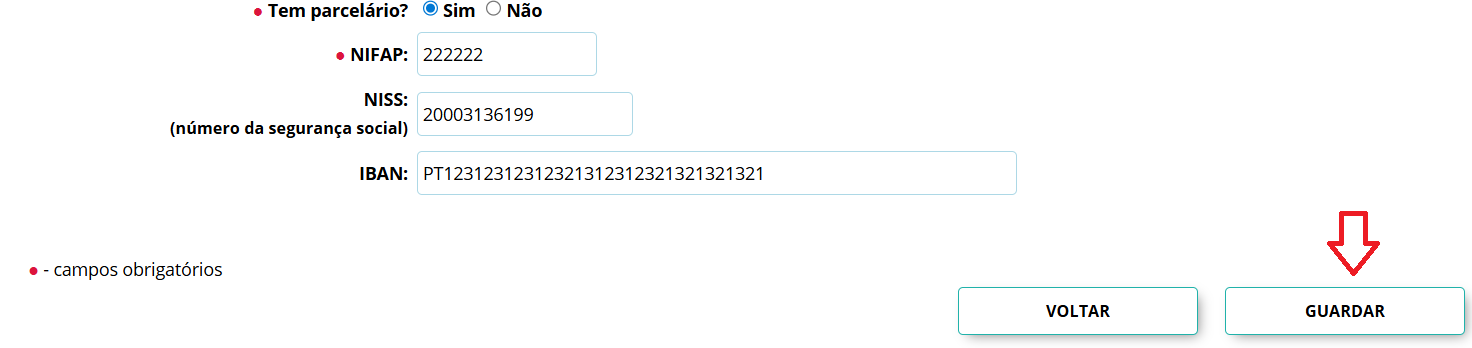 ● Tem parcelário? Sim Não
● NIFAP: 222222
NISS:
(número da segurança social) 20003136199
IBAN: PT12312312312321312312321321321321
● - campos obrigatórios
VOLTAR GUARDAR